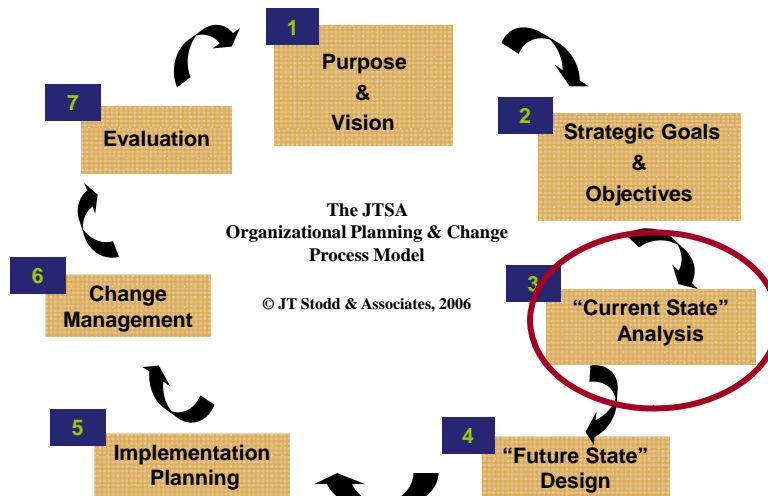 1
Purpose
&
Vision
2
Strategic Goals
&
Objectives
3
“Current State”
Analysis
4
“Future State”
Design
5
Implementation
Planning
6
Change
Management
7
Evaluation
The JTSA
Organizational Planning & Change
Process Model
© JT Stodd & Associates, 2006